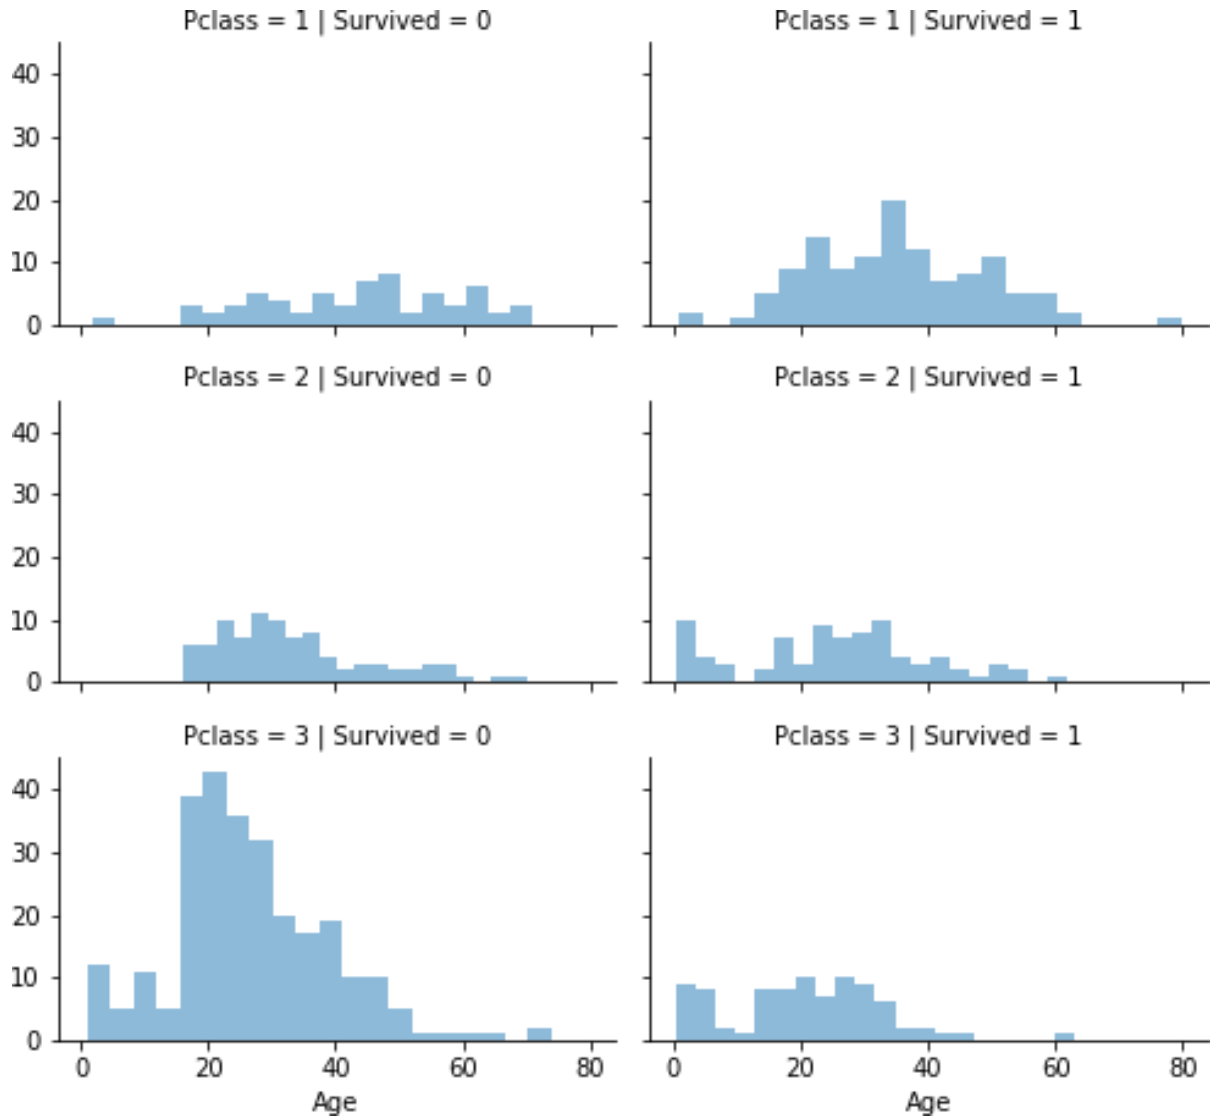 Pclass = 1 | Survived = 0
Pclass = 1 | Survived = 1
40
30
20
10
0
Pclass = 2 | Survived = 0
Pclass = 2 | Survived = 1
40
30
20
10
0
Pclass = 3 | Survived = 0
Pclass = 3 | Survived = 1
40
30
20
10
0
0 20 40 60 80
0 20 40 60 80
Age
Age